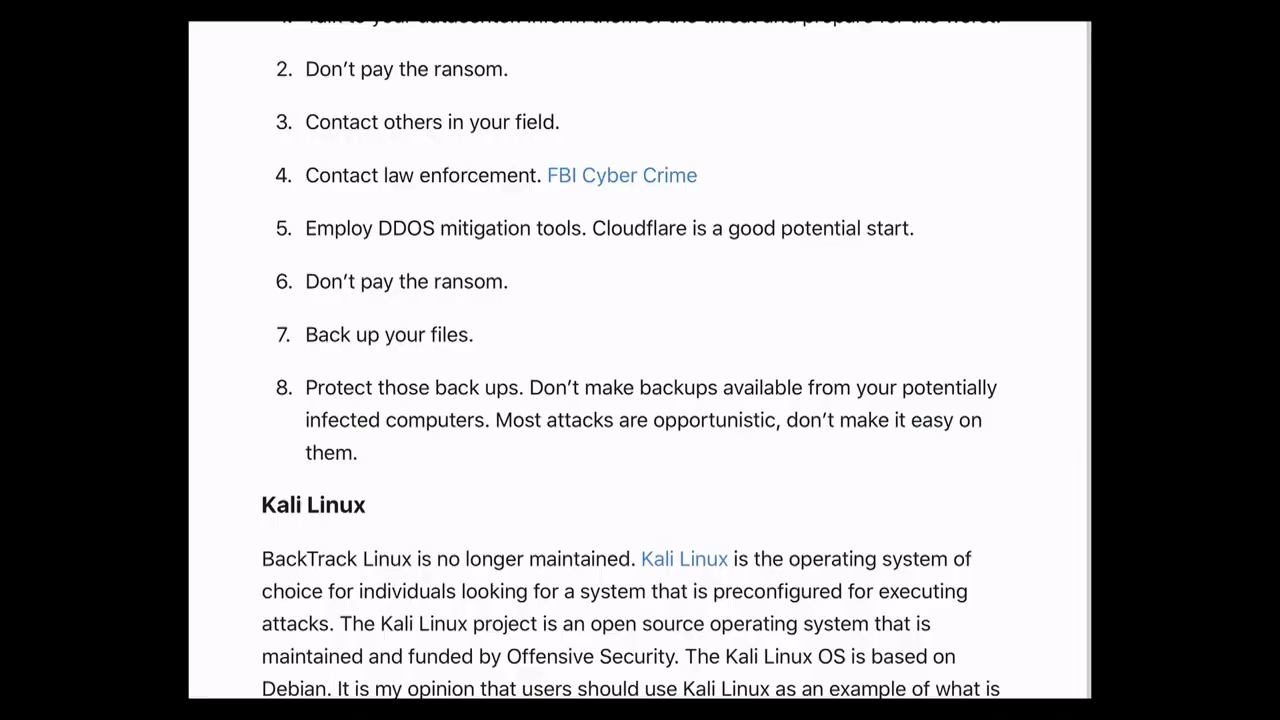 2. Don’t pay the ransom.
3. Contact others in your field.
4. Contact law enforcement. FBI Cyber Crime
5. Employ DDOS mitigation tools. Cloudflare is a good potential start.
6. Don’t pay the ransom.
7. Back up your files.
8. Protect those back ups. Don’t make backups available from your potentially
infected computers. Most attacks are opportunistic, don’t make it easy on
them.
Kali Linux
BackTrack Linux is no longer maintained. Kali Linux is the operating system of
choice for individuals looking for a system that is preconfigured for executing
attacks. The Kali Linux project is an open source operating system that is
maintained and funded by Offensive Security. The Kali Linux OS is based on
Debian. It is my opinion that users should use Kali Linux as an example of what is